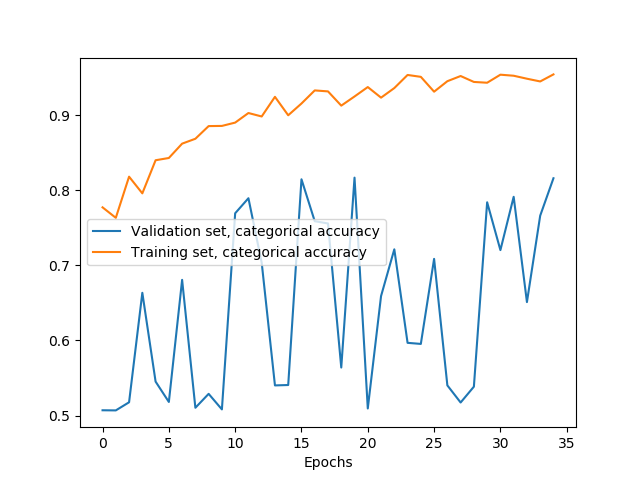 0.9
0.8
0.7
0.6
0.5
Validation set, categorical accuracy
Training set, categorical accuracy
0 5 10 15 20 25 30 35
Epochs